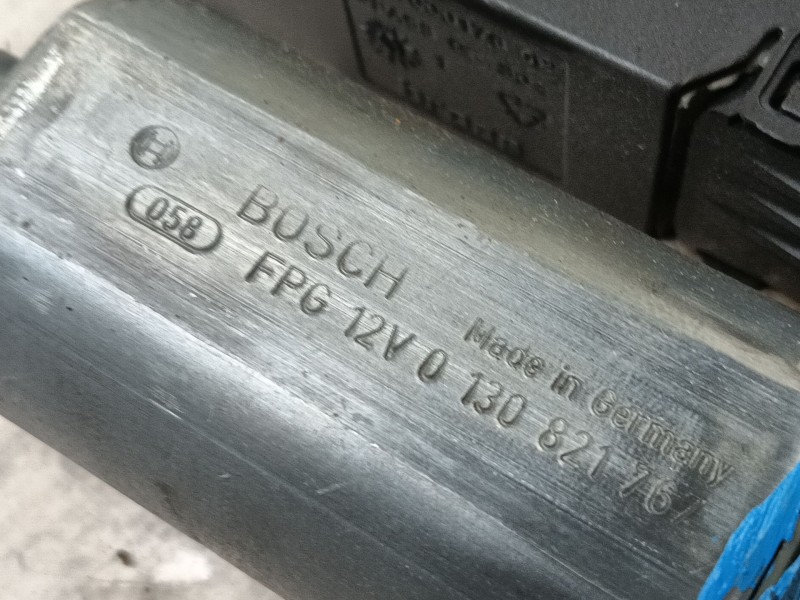 BOSCH
058
FPG 12V 0 130 821 767
Made in Germany